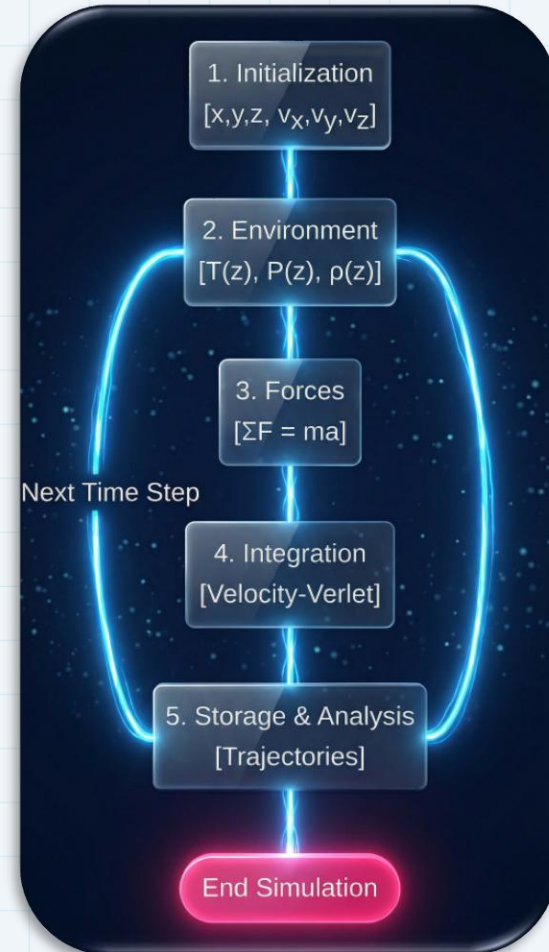 1. Initialization
[x,y,z, vx,vy,vz]
2. Environment
[T(z), P(z), ρ(z)]
3. Forces
[ΣF = ma]
Next Time Step
4. Integration
[Velocity-Verlet]
5. Storage & Analysis
[Trajectories]
End Simulation